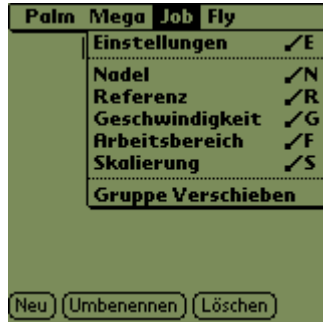 Palm Mega Job Fly
Einstellungen /E
Nadel /N
Referenz /R
Geschwindigkeit /G
Arbeitsbereich /F
Skalierung /S
Gruppe Verschieben
Neu Umbenennen Löschen